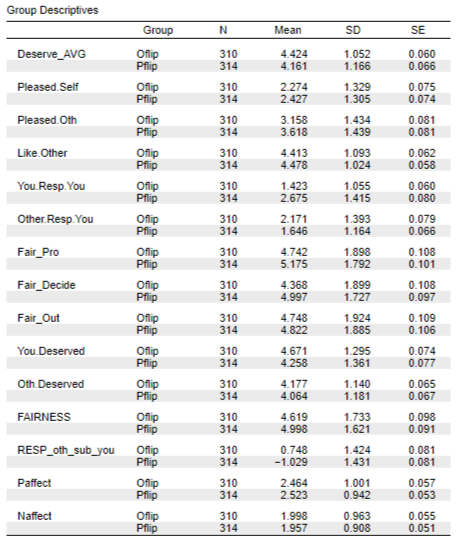 Group Descriptives
Group N Mean SD SE
Deserve_AVG Oflip 310 4.424 1.052 0.060
Pflip 314 4.161 1.166 0.066
Pleased.Self Oflip 310 2.274 1.329 0.075
Pflip 314 2.427 1.305 0.074
Pleased.Oth Oflip 310 3.158 1.434 0.081
Pflip 314 3.618 1.439 0.081
Like.Other Oflip 310 4.413 1.093 0.062
Pflip 314 4.478 1.024 0.058
You.Resp.You Oflip 310 1.423 1.055 0.060
Pflip 314 2.675 1.415 0.080
Other.Resp.You Oflip 310 2.171 1.393 0.079
Pflip 314 1.646 1.164 0.066
Fair_Pro Oflip 310 4.742 1.898 0.108
Pflip 314 5.175 1.792 0.101
Fair_Decide Oflip 310 4.368 1.899 0.108
Pflip 314 4.997 1.727 0.097
Fair_Out Oflip 310 4.748 1.924 0.109
Pflip 314 4.822 1.885 0.106
You.Deserved Oflip 310 4.671 1.295 0.074
Pflip 314 4.258 1.361 0.077
Oth.Deserved Oflip 310 4.177 1.140 0.065
Pflip 314 4.064 1.181 0.067
FAIRNESS Oflip 310 4.619 1.733 0.098
Pflip 314 4.998 1.621 0.091
RESP_oth_sub_you Oflip 310 0.748 1.424 0.081
Pflip 314 −1.029 1.431 0.081
Paffect Oflip 310 2.464 1.001 0.057
Pflip 314 2.523 0.942 0.053
Naffect Oflip 310 1.998 0.963 0.055
Pflip 314 1.957 0.908 0.051